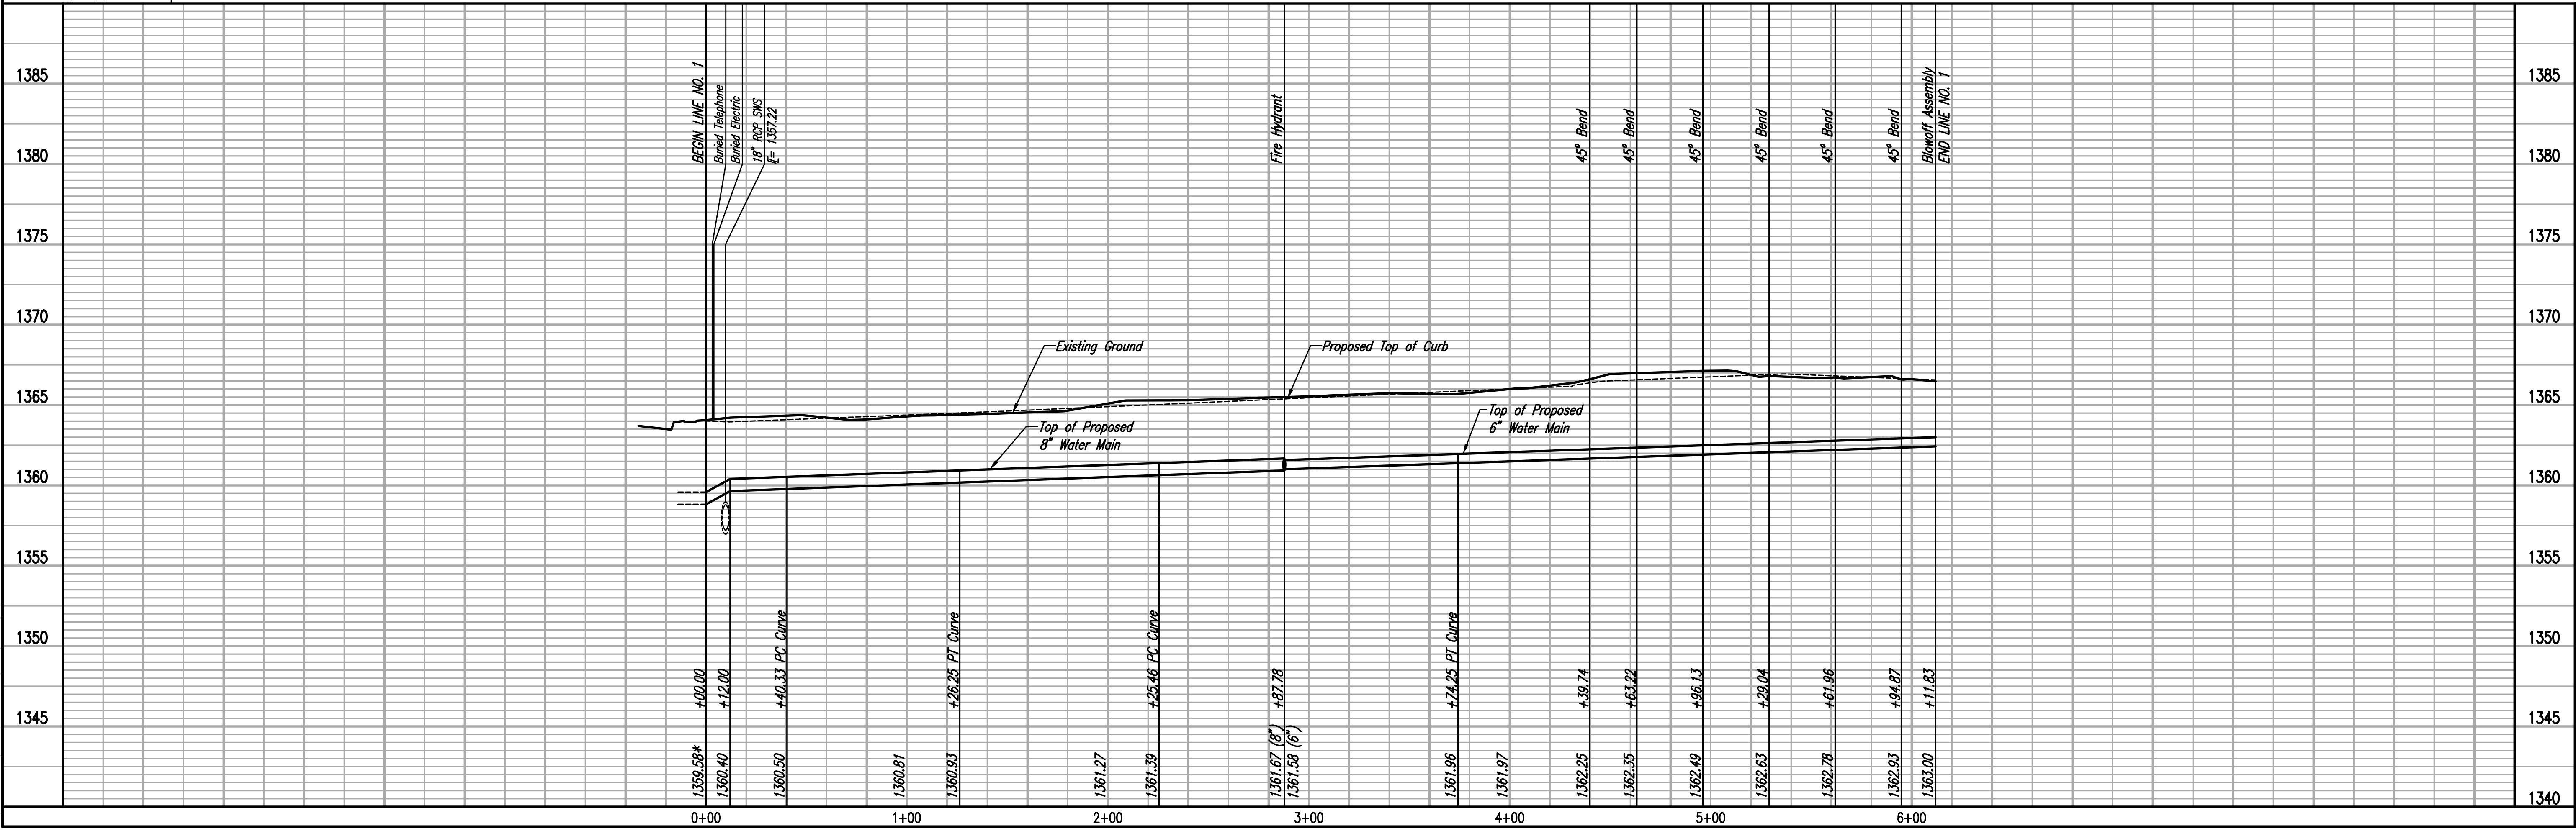 1385
1380
1375
1370
1365
1360
1355
1350
1345
1340
BEGIN LINE NO. 1
Buried Telephone
Buried Electric
18" RCP SWS
IE= 1357.22
Fire Hydrant
45° Bend
45° Bend
45° Bend
45° Bend
45° Bend
45° Bend
Blowoff Assembly
END LINE NO. 1
1385
1380
1375
1370
1365
1360
1355
1350
1345
1340
Existing Ground
Proposed Top of Curb
Top of Proposed
8" Water Main
Top of Proposed
6" Water Main
+00.00
+12.00
+40.33 PC Curve
+26.25 PT Curve
+25.46 PC Curve
+87.78
+74.25 PT Curve
+39.74
+63.22
+96.13
+29.04
+61.96
+94.87
+11.83
1359.58*
1360.40
1360.50
1360.81
1360.93
1361.27
1361.39
1361.67 (8")
1361.58 (6")
1361.96
1361.97
1362.25
1362.35
1362.49
1362.63
1362.78
1362.93
1363.00
0+00
1+00
2+00
3+00
4+00
5+00
6+00